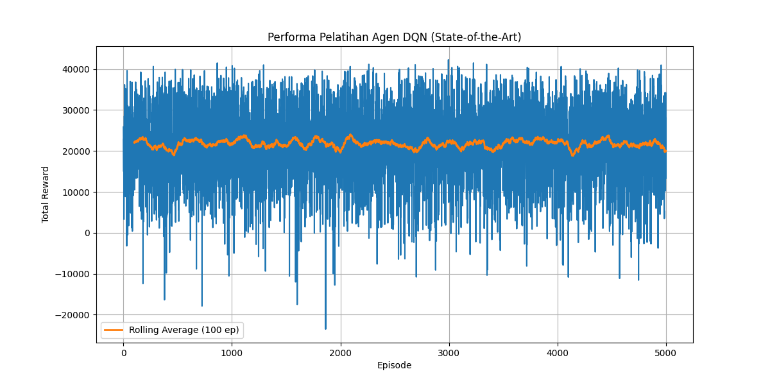 Performa Pelatihan Agen DQN (State-of-the-Art)
Total Reward
40000
30000
20000
10000
0
−10000
−20000
Rolling Average (100 ep)
0 1000 2000 3000 4000 5000
Episode